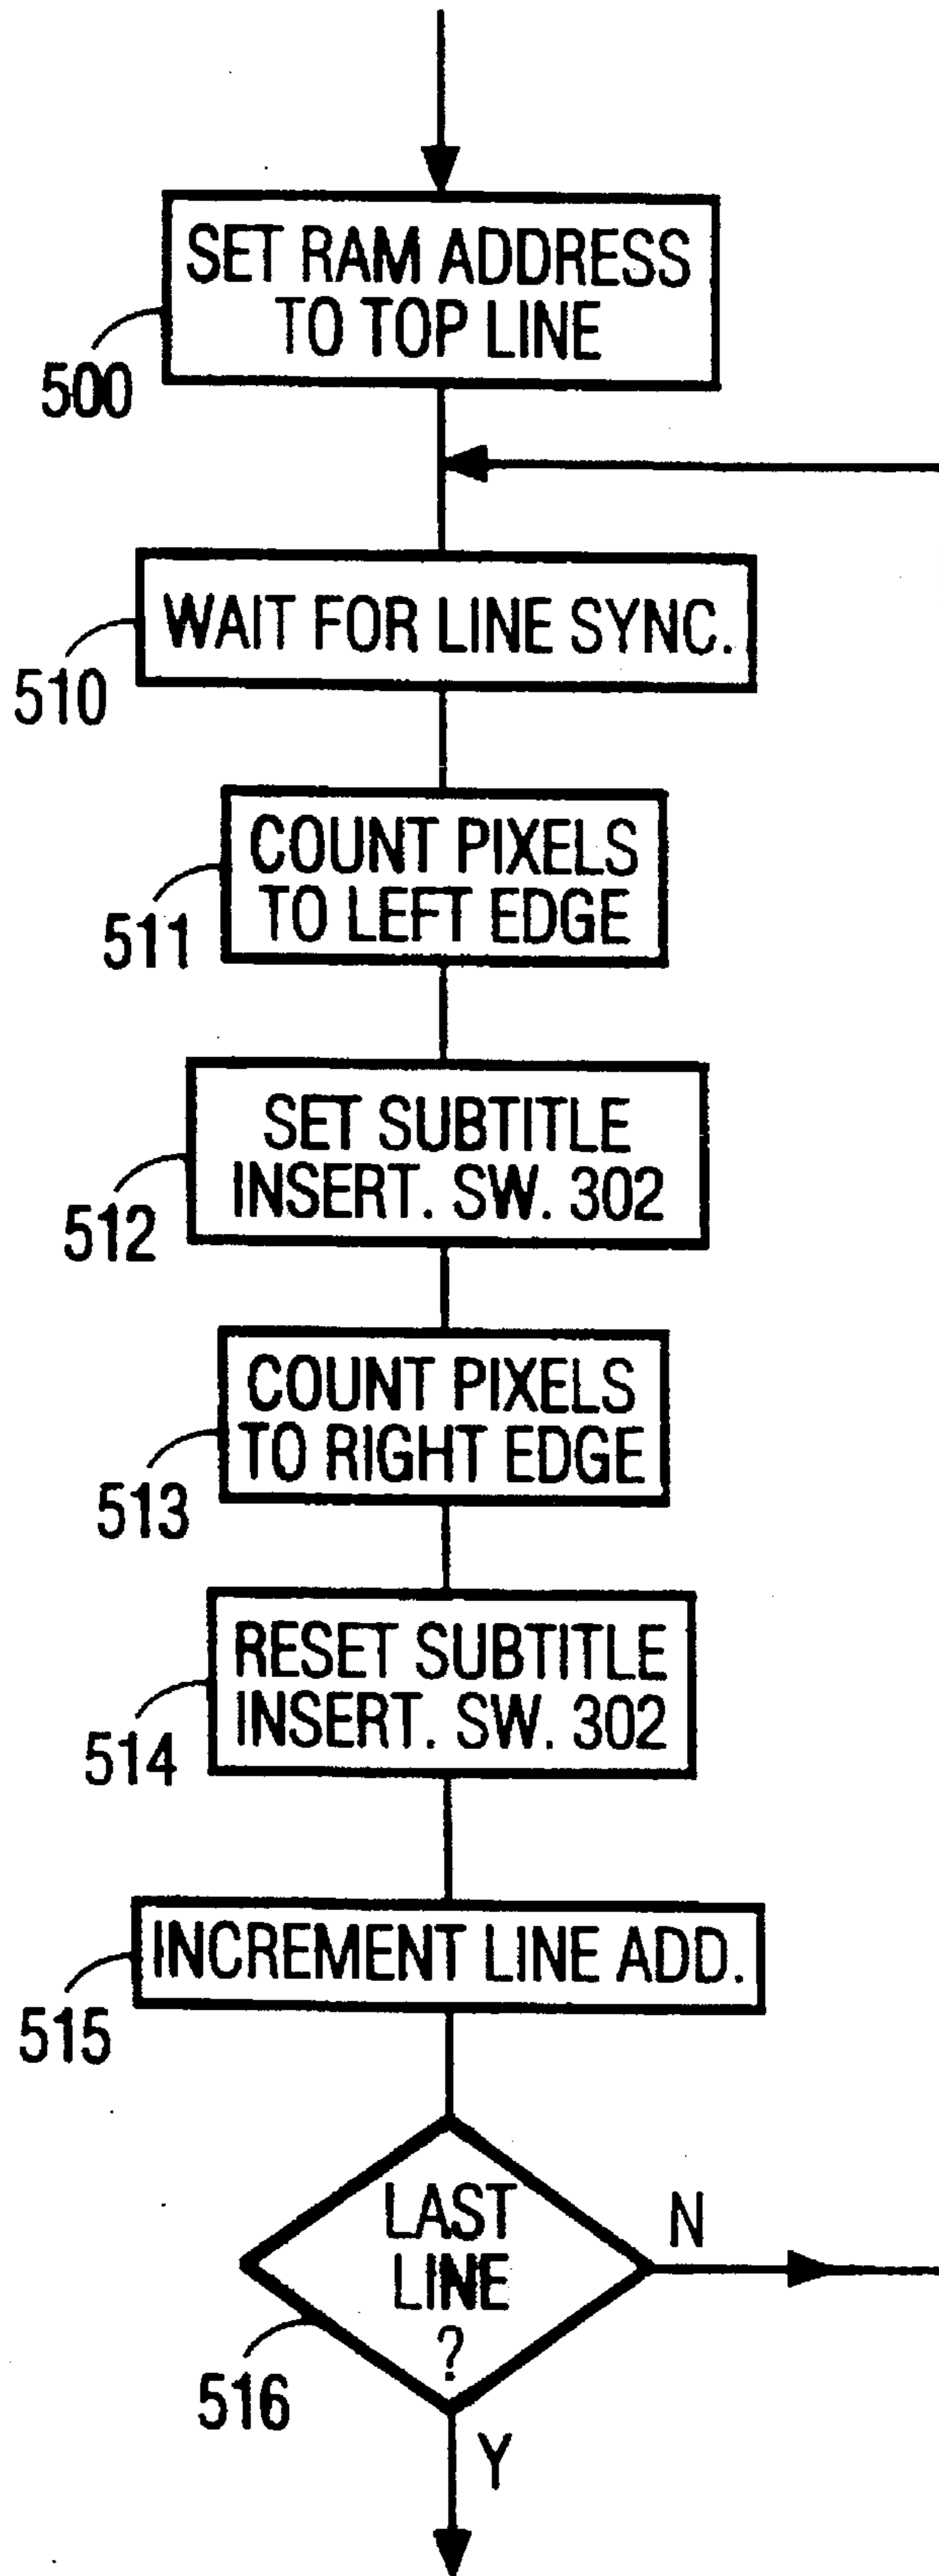 SET RAM ADDRESS
TO TOP LINE
500
WAIT FOR LINE SYNC.
510
COUNT PIXELS
TO LEFT EDGE
511
SET SUBTITLE
INSERT. SW. 302
512
COUNT PIXELS
TO RIGHT EDGE
513
RESET SUBTITLE
INSERT. SW. 302
514
INCREMENT LINE ADD.
515
LAST
LINE
?
N
516
Y